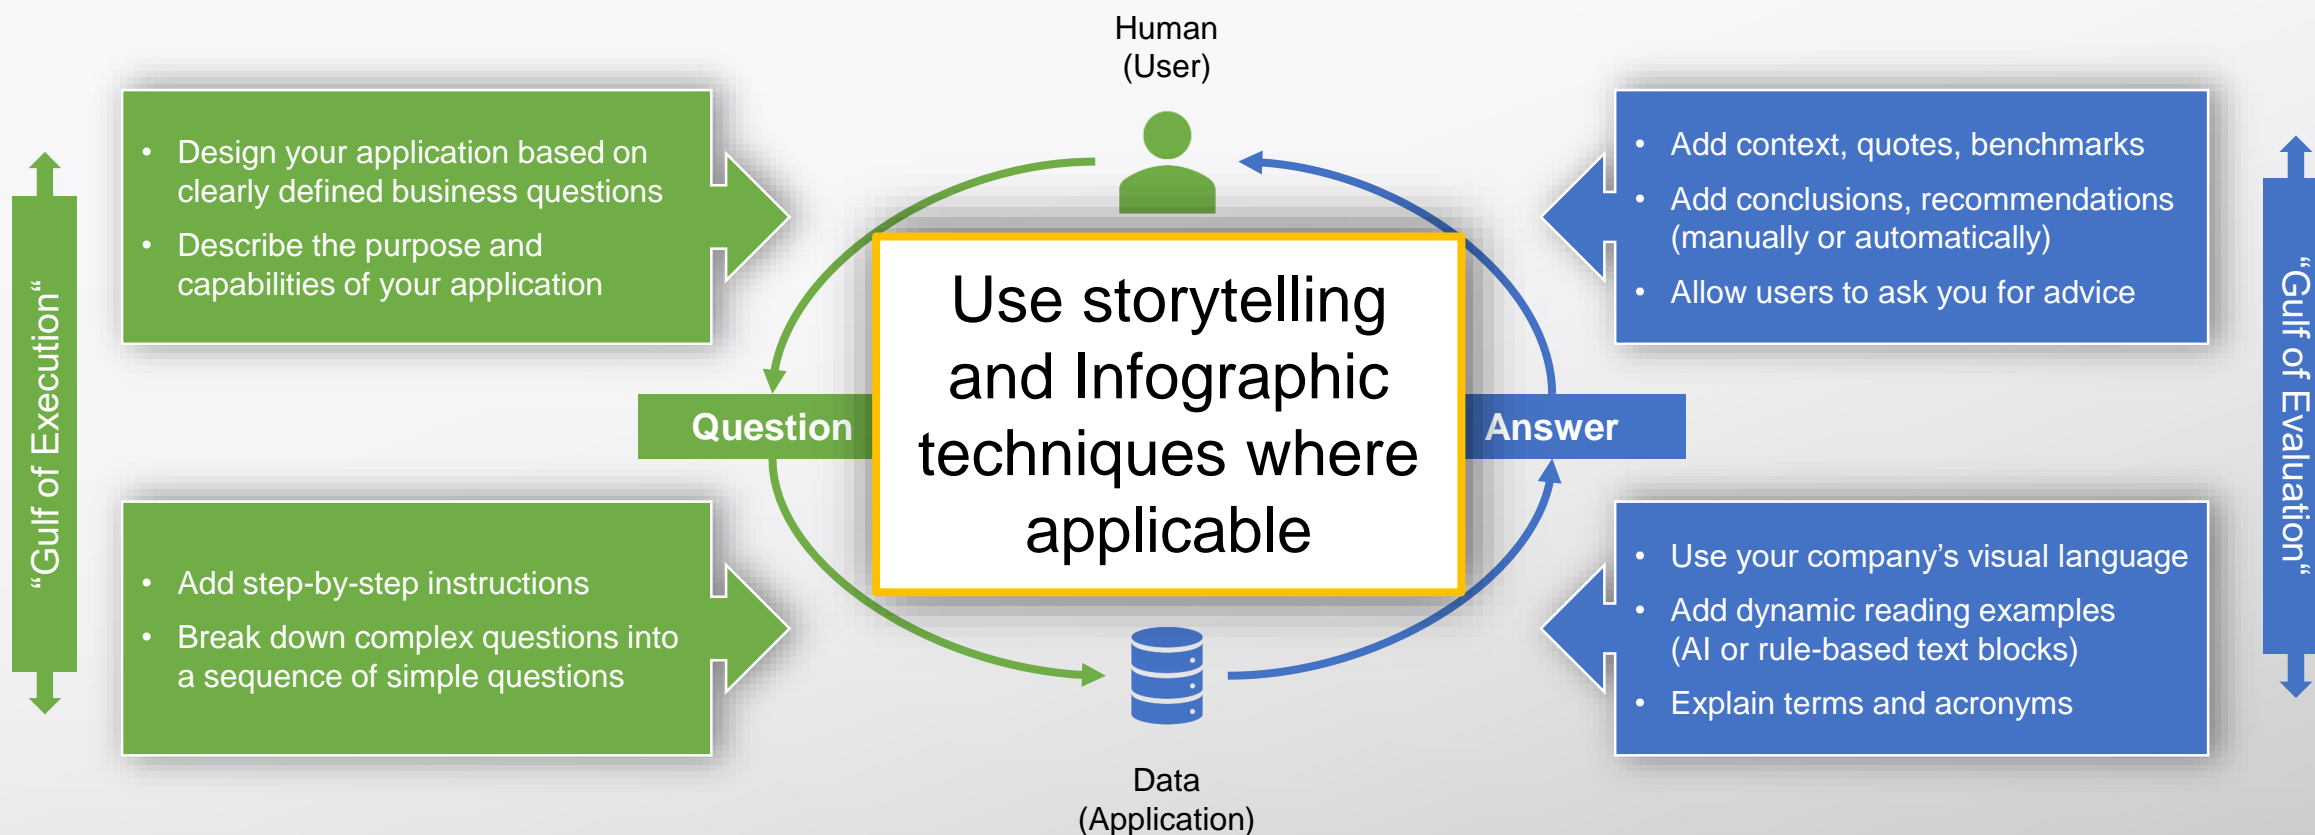 Human
(User)
“Gulf of Execution“
• Design your application based on
clearly defined business questions
• Describe the purpose and
capabilities of your application
• Add step-by-step instructions
• Break down complex questions into
a sequence of simple questions
Question
Use storytelling
and Infographic
techniques where
applicable
Answer
• Add context, quotes, benchmarks
• Add conclusions, recommendations
(manually or automatically)
• Allow users to ask you for advice
• Use your company’s visual language
• Add dynamic reading examples
(AI or rule-based text blocks)
• Explain terms and acronyms
“Gulf of Evaluation“
Data
(Application)